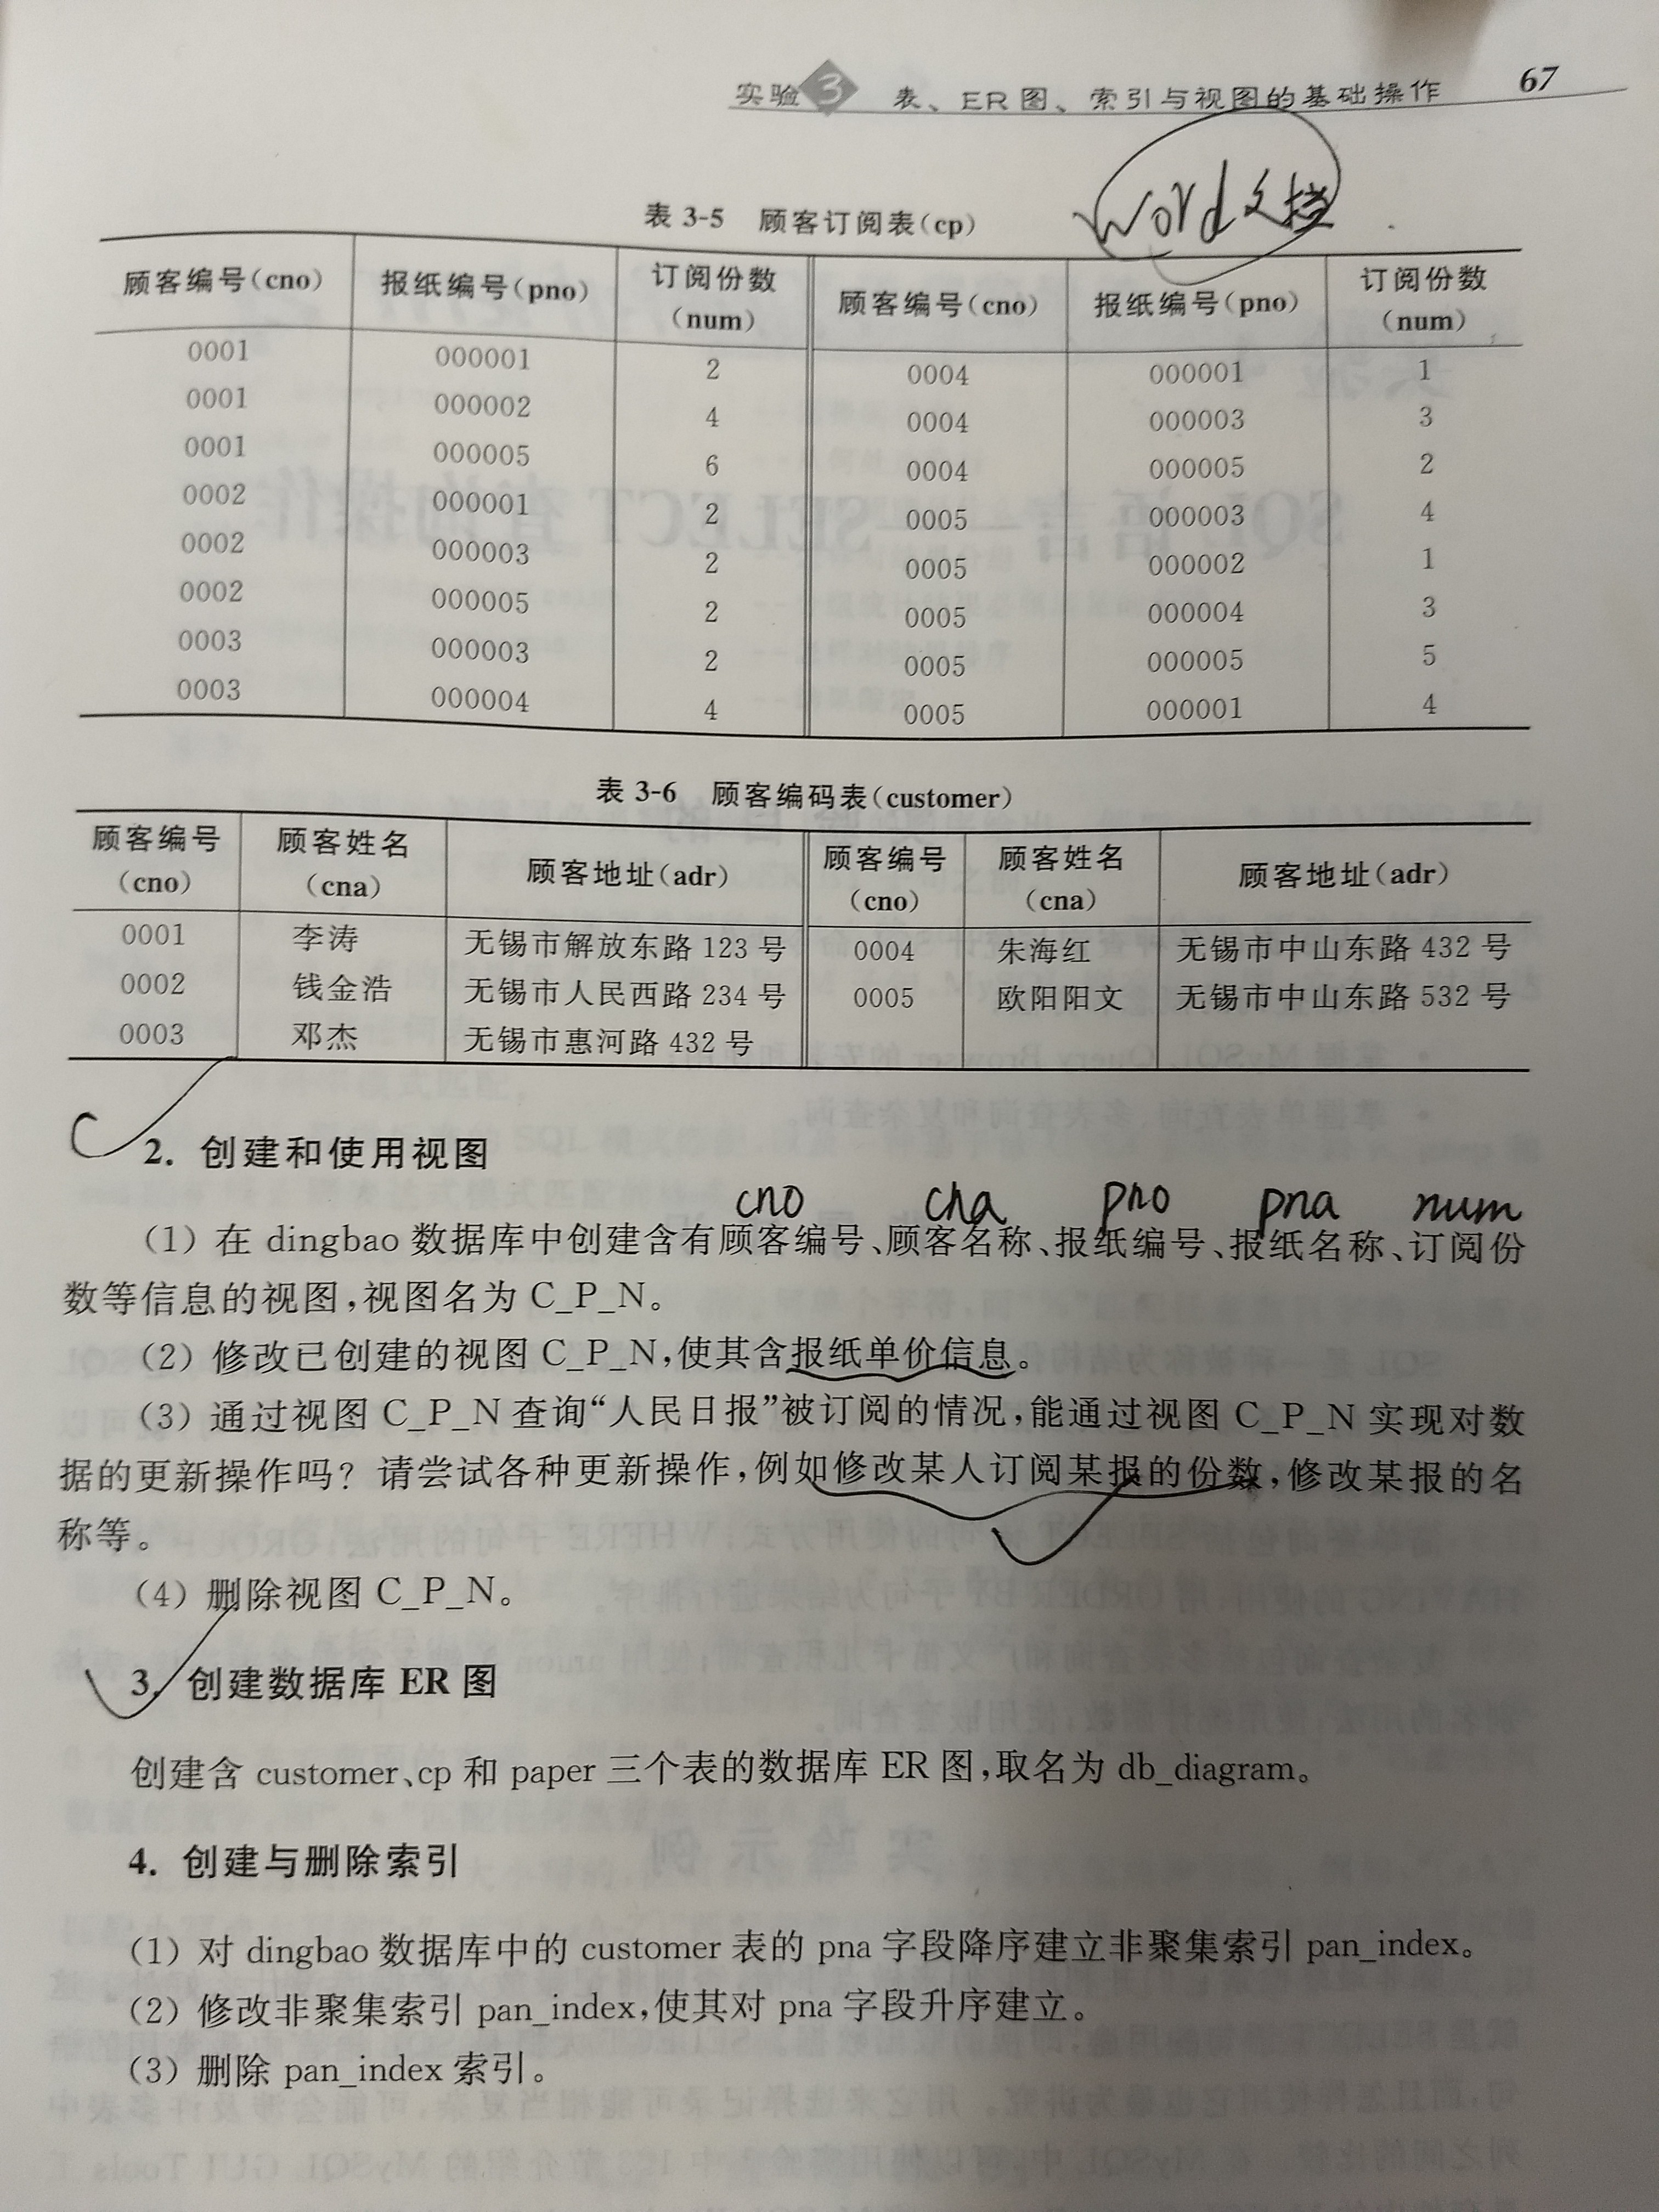 实验3 表、ER图、索引与视图的基础操作 67
word文档
表 3-5 顾客订阅表(cp)
顾客编号(cno) 报纸编号(pno) 订阅份数(num) 顾客编号(cno) 报纸编号(pno) 订阅份数(num)
0001 000001 2 0004 000001 1
0001 000002 4 0004 000003 3
0001 000005 6 0004 000005 2
0002 000001 2 0005 000003 4
0002 000003 2 0005 000002 1
0002 000005 2 0005 000004 3
0003 000003 2 0005 000005 5
0003 000004 4 0005 000001 4
表 3-6 顾客编码表(customer)
顾客编号(cno) 顾客姓名(cna) 顾客地址(adr) 顾客编号(cno) 顾客姓名(cna) 顾客地址(adr)
0001 李涛 无锡市解放东路 123 号 0004 朱海红 无锡市中山东路 432 号
0002 钱金浩 无锡市人民西路 234 号 0005 欧阳阳文 无锡市中山东路 532 号
0003 邓杰 无锡市惠河路 432 号
2. 创建和使用视图
cno cna pno pna num
(1) 在 dingbao 数据库中创建含有顾客编号、顾客名称、报纸编号、报纸名称、订阅份
数等信息的视图,视图名为 C_P_N。
(2) 修改已创建的视图 C_P_N,使其含报纸单价信息。
(3) 通过视图 C_P_N 查询“人民日报”被订阅的情况,能通过视图 C_P_N 实现对数
据的更新操作吗? 请尝试各种更新操作,例如修改某人订阅某报的份数,修改某报的名
称等。
(4) 删除视图 C_P_N。
3. 创建数据库 ER 图
创建含 customer、cp 和 paper 三个表的数据库 ER 图,取名为 db_diagram。
4. 创建与删除索引
(1) 对 dingbao 数据库中的 customer 表的 pna 字段降序建立非聚集索引 pan_index。
(2) 修改非聚集索引 pan_index,使其对 pna 字段升序建立。
(3) 删除 pan_index 索引。